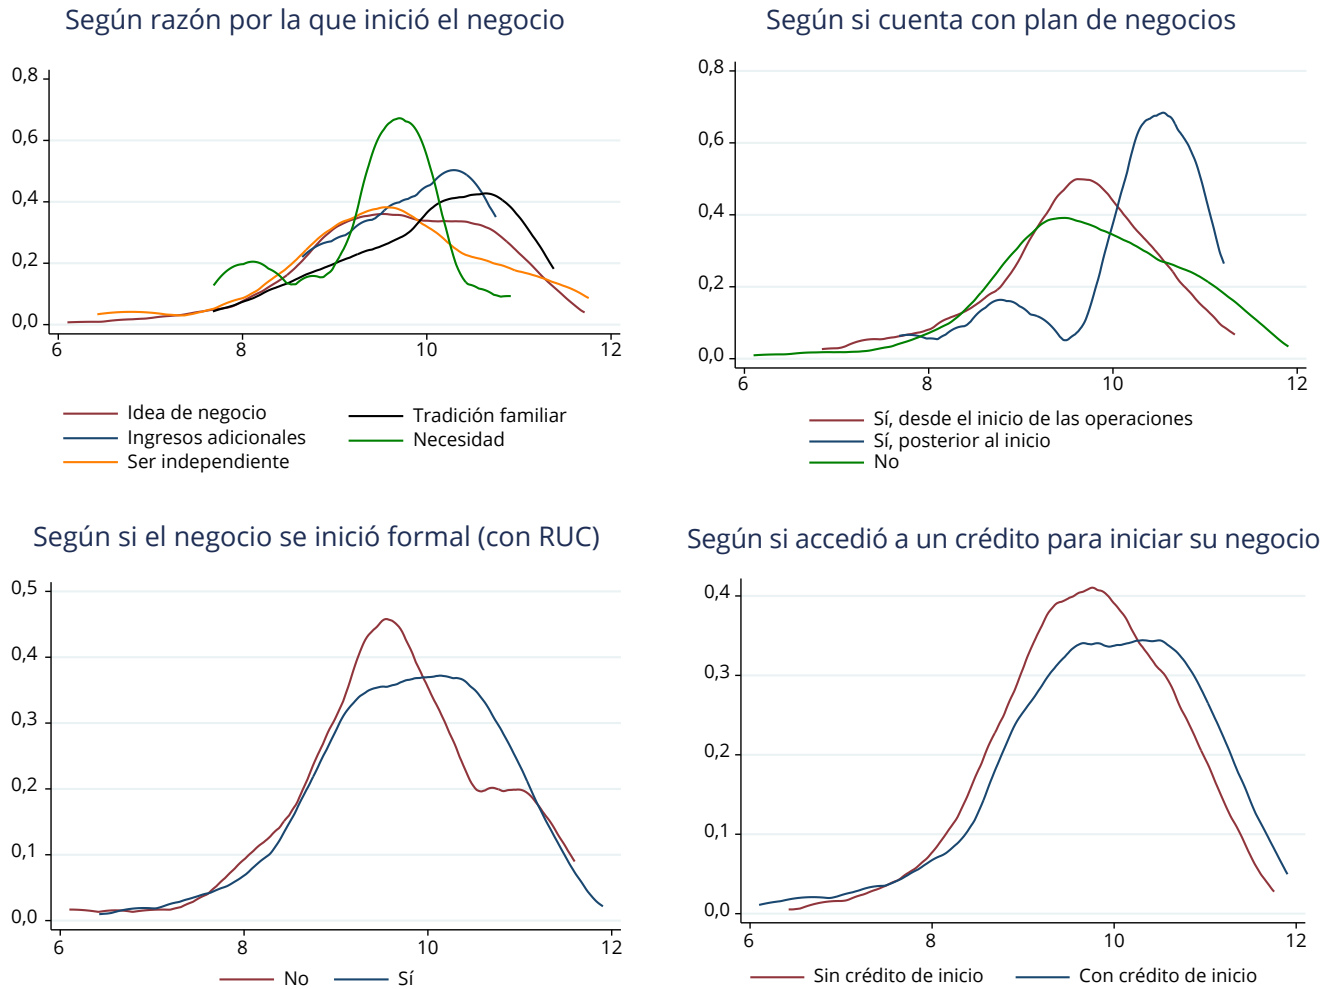 Según razón por la que inició el negocio
0,8
0,6
0,4
0,2
0,0
6 8 10 12
Idea de negocio
Ingresos adicionales
Ser independiente
Tradición familiar
Necesidad
Según si cuenta con plan de negocios
0,8
0,6
0,4
0,2
0,0
6 8 10 12
Sí, desde el inicio de las operaciones
Sí, posterior al inicio
No
Según si el negocio se inició formal (con RUC)
0,5
0,4
0,3
0,2
0,1
0,0
6 8 10 12
No Sí
Según si accedió a un crédito para iniciar su negocio
0,4
0,3
0,2
0,1
0,0
6 8 10 12
Sin crédito de inicio Con crédito de inicio